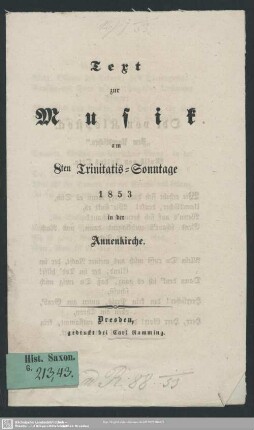 Text
zur
Musik
am
8ten Trinitatis=Sonntage
1853
in der
Annenkirche.
Dresden,
gedruckt bei Carl Ramming.
Hist. Saxon.
G.
213,43.